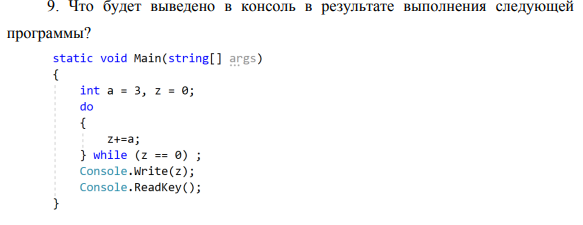 9. Что будет выведено в консоль в результате выполнения следующей
программы?
static void Main(string[] args)
{
int a = 3, z = 0;
do
{
z+=a;
} while (z == 0) ;
Console.Write(z);
Console.ReadKey();
}